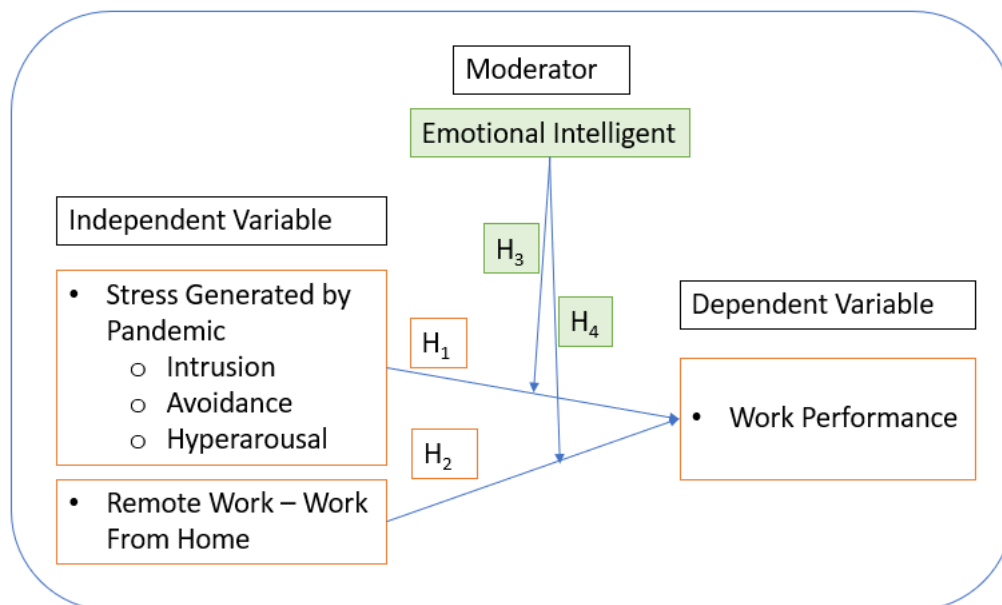 Moderator
Emotional Intelligent
Independent Variable
• Stress Generated by
Pandemic
o Intrusion
o Avoidance
o Hyperarousal
• Remote Work – Work
From Home
H₁
H₂
H₃
H₄
Dependent Variable
• Work Performance